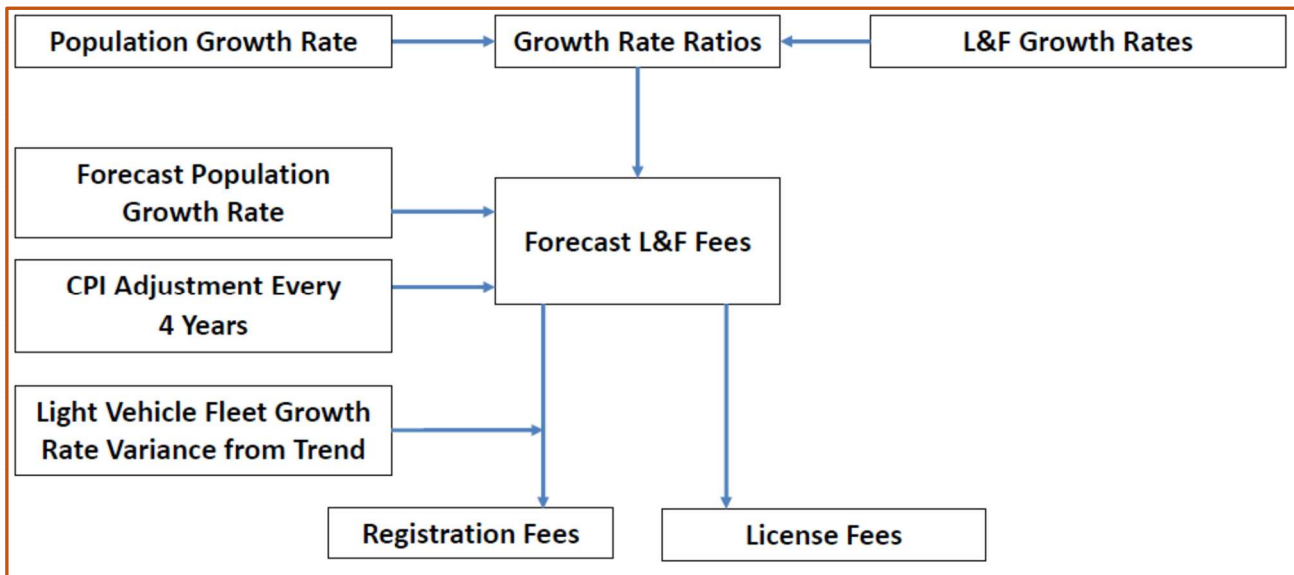 Population Growth Rate
Growth Rate Ratios
L&F Growth Rates
Forecast Population
Growth Rate
Forecast L&F Fees
CPI Adjustment Every
4 Years
Light Vehicle Fleet Growth
Rate Variance from Trend
Registration Fees
License Fees